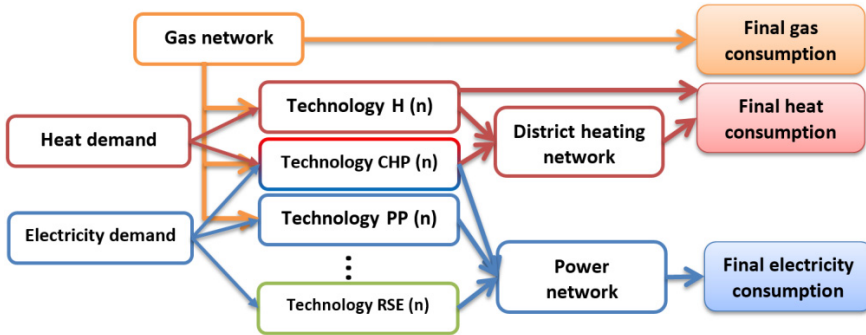 Gas network
Final gas
consumption
Technology H (n)
Final heat
consumption
Heat demand
District heating
network
Technology CHP (n)
Technology PP (n)
Electricity demand
Power
network
Final electricity
consumption
Technology RSE (n)